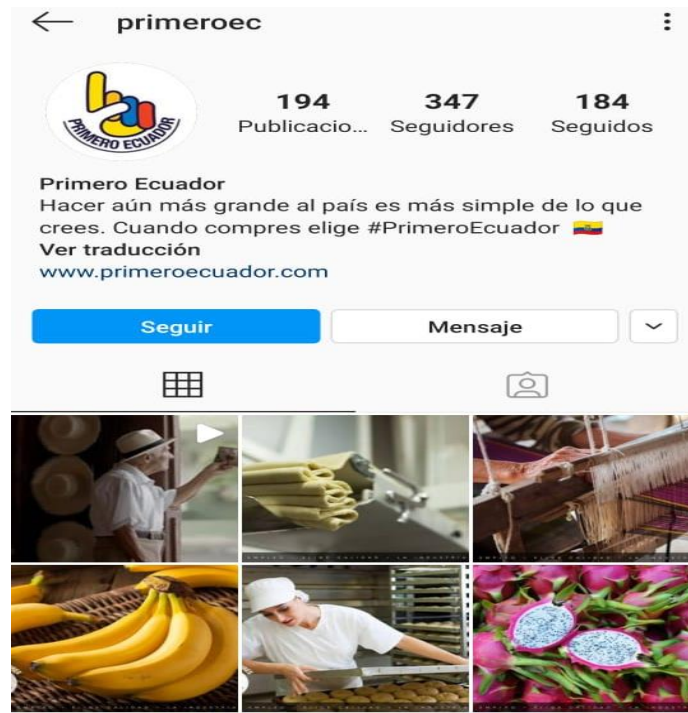 primeroec
194 347 184
Publicacio... Seguidores Seguidos
PRIMERO ECUADOR
Primero Ecuador
Hacer aún más grande al país es más simple de lo que
crees. Cuando compres elige #PrimeroEcuador
Ver traducción
www.primeroecuador.com
Seguir Mensaje